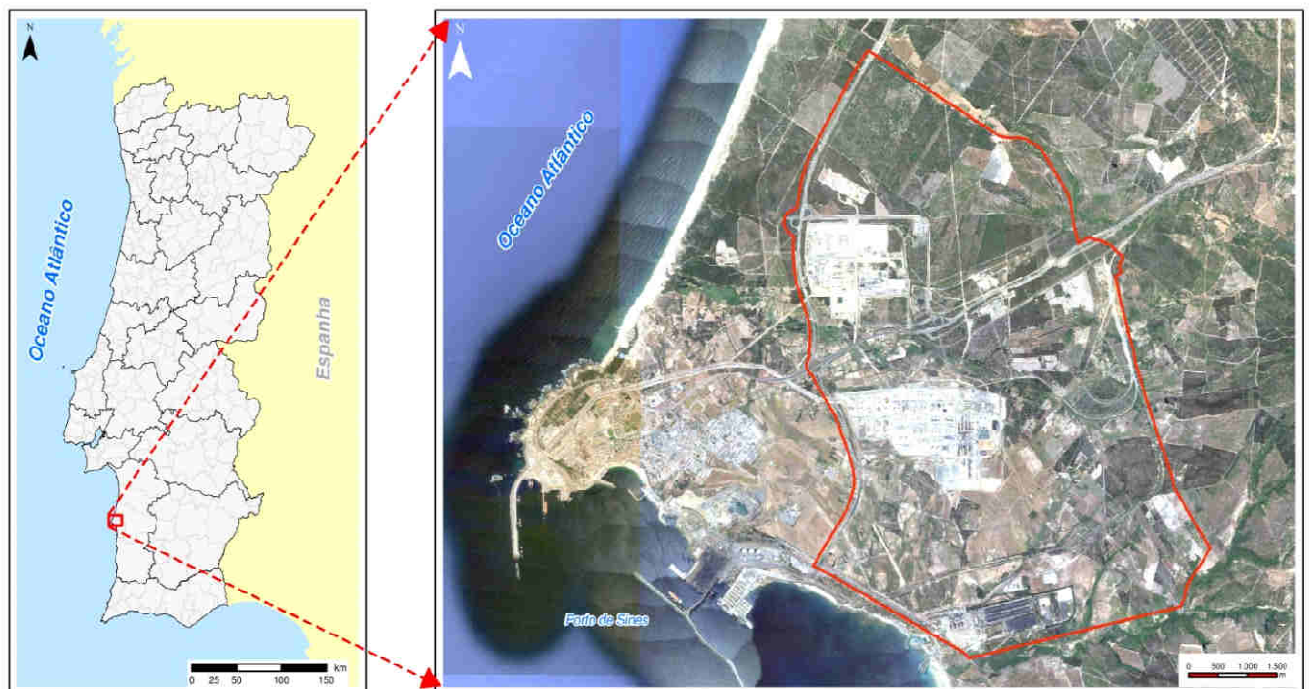 N
Oceano Atlântico
Espanha
km
0 25 50 100 150
N
Oceano Atlântico
Porto de Sines
0 500 1.000 1.500
m